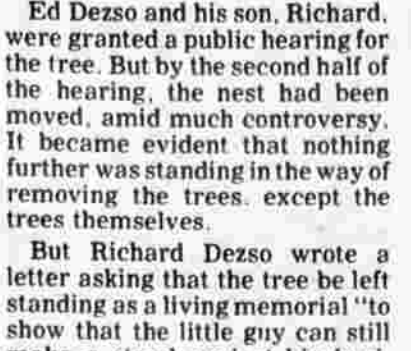 Ed Dezso and his son, Richard,
were granted a public hearing for
the tree. But by the second half of
the hearing, the nest had been
moved, amid much controversy.
It became evident that nothing
further was standing in the way of
removing the trees, except the
trees themselves.
But Richard Dezso wrote a
letter asking that the tree be left
standing as a living memorial "to
show that the little guy can still